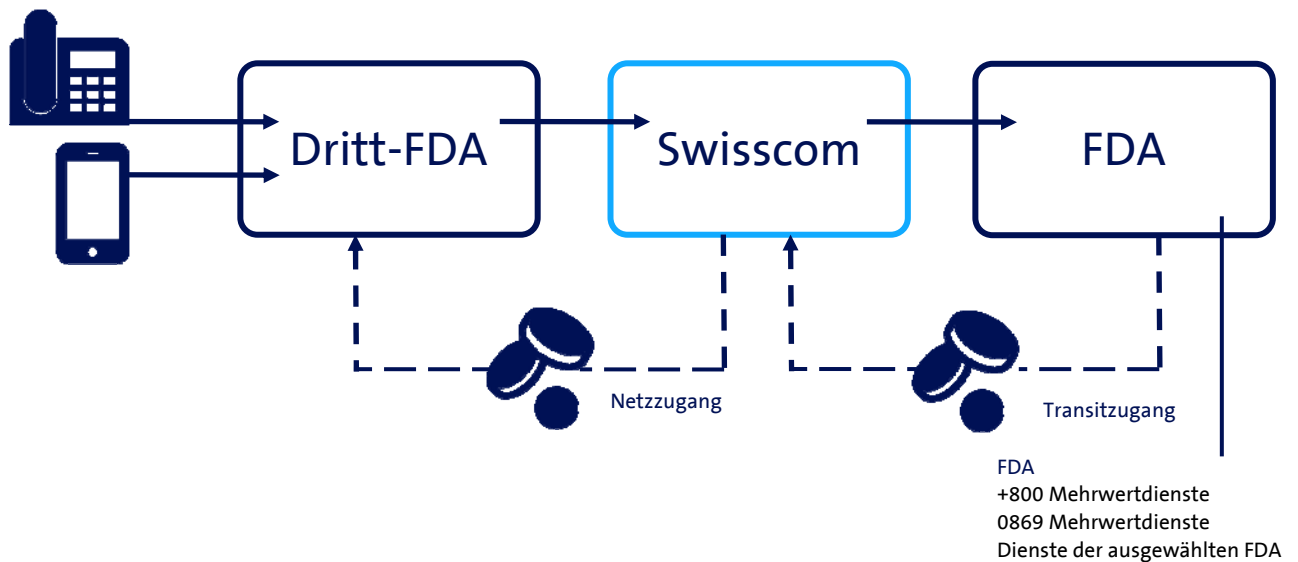 Dritt-FDA
Swisscom
FDA
Netzzugang
Transitzugang
FDA
+800 Mehrwertdienste
0869 Mehrwertdienste
Dienste der ausgewählten FDA